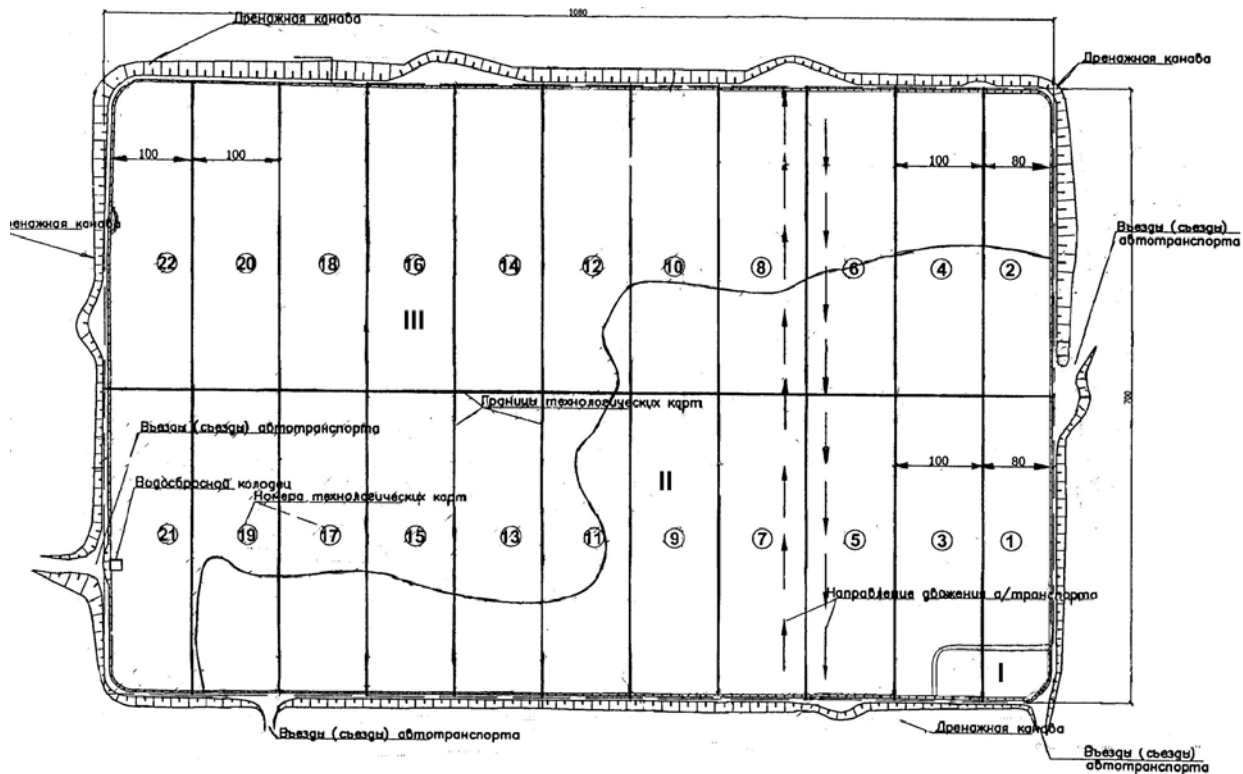 1080
Дренажная канава
Дренажная канава
100
100
100
80
Дренажная канава
Въезды (съезды)
автотранспорта
22
20
18
16
14
12
10
8
6
4
2
III
700
Границы технологических карт
Въезды (съезды) автотранспорта
100
80
Водосбросной колодец
II
Номера технологических карт
21
19
17
15
13
11
9
7
5
3
1
Направление движения а/транспорта
I
Дренажная канава
Въезды (съезды) автотранспорта
Въезды (съезды)
автотранспорта